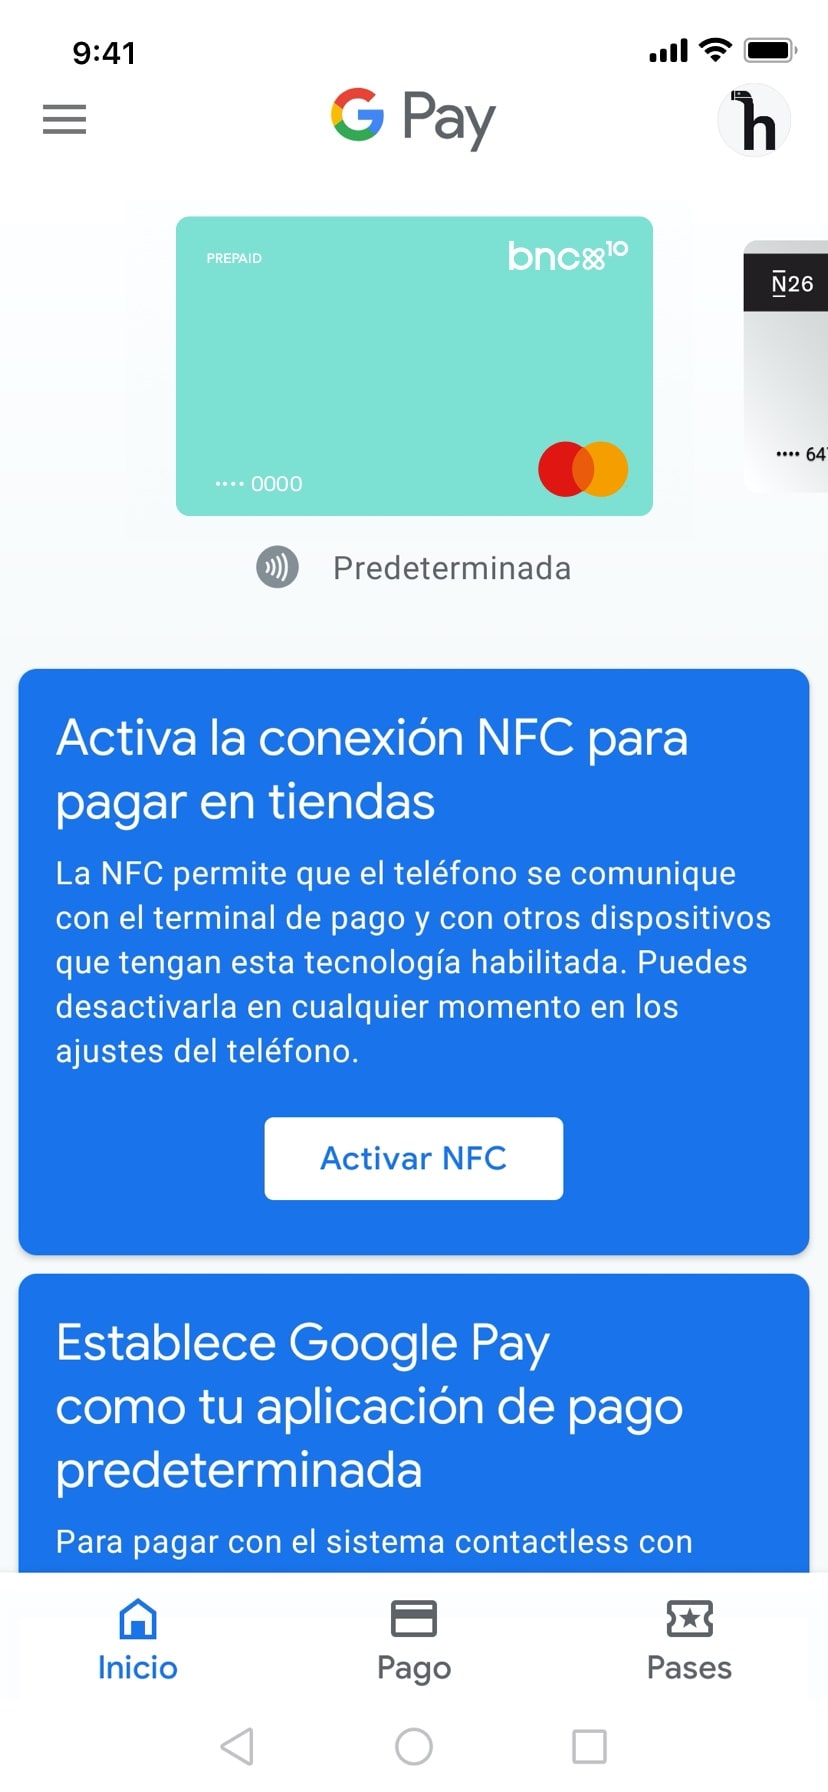 9:41
G Pay
h
PREPAID
bnc10
N26
•••• 0000
•••• 64
Predeterminada
Activa la conexión NFC para
pagar en tiendas
La NFC permite que el teléfono se comunique
con el terminal de pago y con otros dispositivos
que tengan esta tecnología habilitada. Puedes
desactivarla en cualquier momento en los
ajustes del teléfono.
Activar NFC
Establece Google Pay
como tu aplicación de pago
predeterminada
Para pagar con el sistema contactless con
Inicio
Pago
Pases